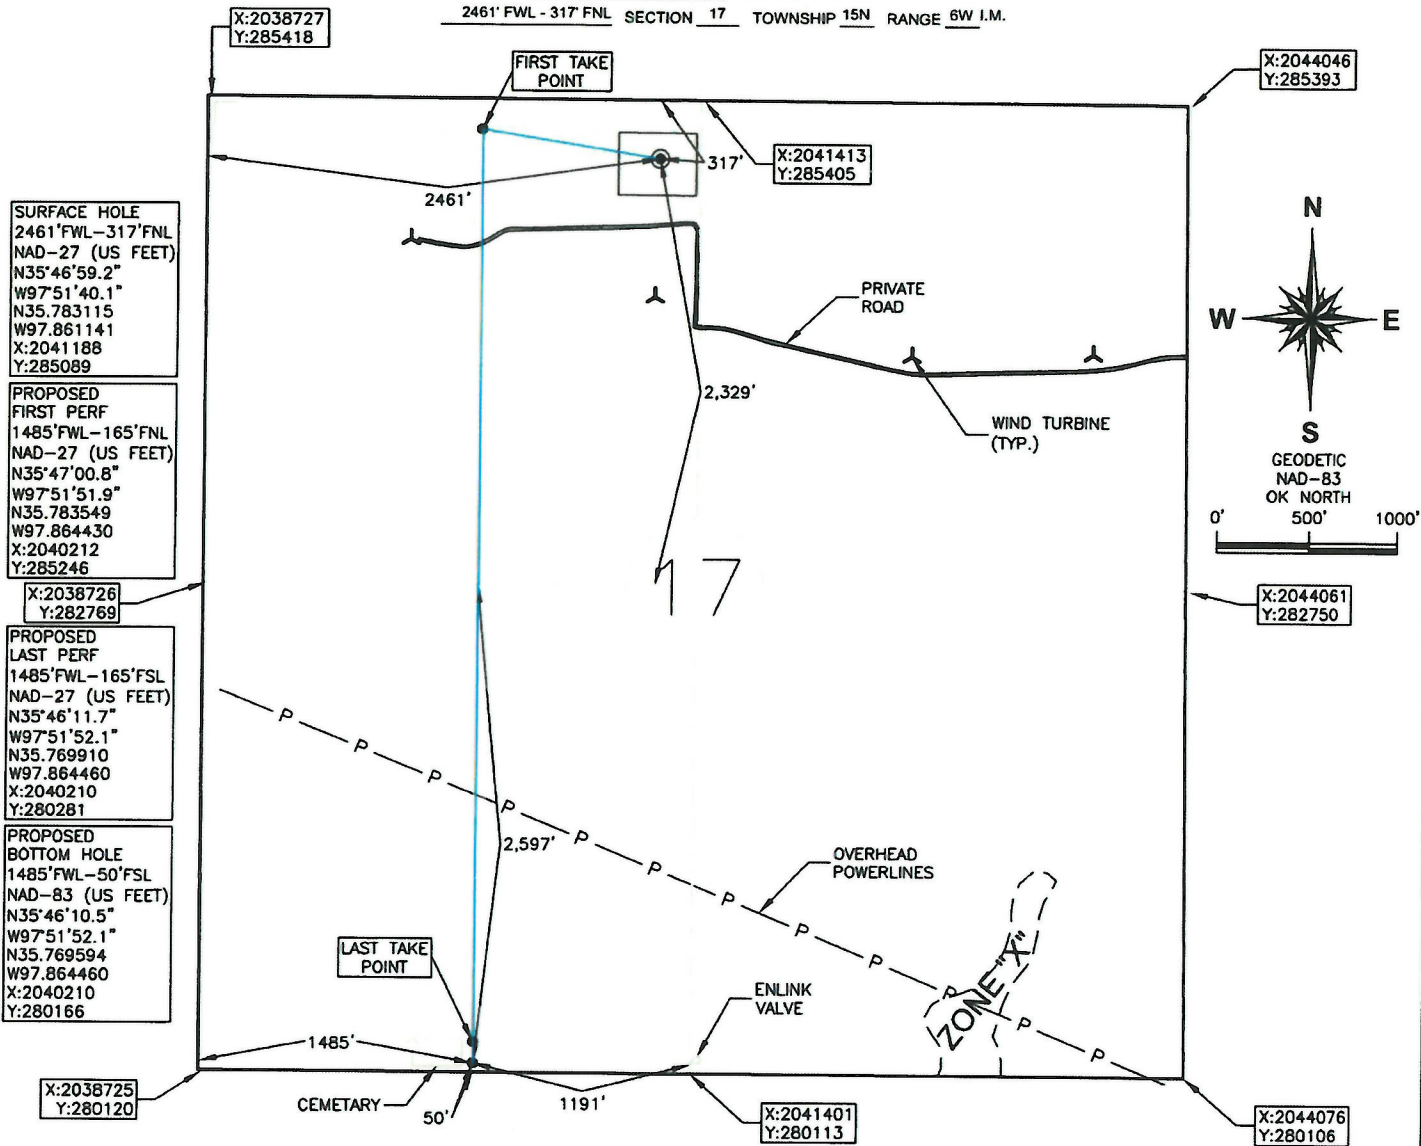 2461' FWL - 317' FNL SECTION 17 TOWNSHIP 15N RANGE 6W I.M.
X:2038727
Y:285418
FIRST TAKE
POINT
X:2044046
Y:285393
317'
X:2041413
Y:285405
2461'
SURFACE HOLE
2461'FWL-317'FNL
NAD-27 (US FEET)
N35°46'59.2"
W97°51'40.1"
N35.783115
W97.861141
X:2041188
Y:285089
N
W
E
S
PRIVATE
ROAD
PROPOSED
FIRST PERF
1485'FWL-165'FNL
NAD-27 (US FEET)
N35°47'00.8"
W97°51'51.9"
N35.783549
W97.864430
X:2040212
Y:285246
2,329'
WIND TURBINE
(TYP.)
GEODETIC
NAD-83
OK NORTH
0' 500' 1000'
17
X:2038726
Y:282769
X:2044061
Y:282750
PROPOSED
LAST PERF
1485'FWL-165'FSL
NAD-27 (US FEET)
N35°46'11.7"
W97°51'52.1"
N35.769910
W97.864460
X:2040210
Y:280281
P P P P P P P P P P P P
2,597'
OVERHEAD
POWERLINES
PROPOSED
BOTTOM HOLE
1485'FWL-50'FSL
NAD-83 (US FEET)
N35°46'10.5"
W97°51'52.1"
N35.769594
W97.864460
X:2040210
Y:280166
LAST TAKE
POINT
ENLINK
VALVE
ZONE "X"
1485'
X:2038725
Y:280120
CEMETARY
50'
1191'
X:2041401
Y:280113
X:2044076
Y:280106